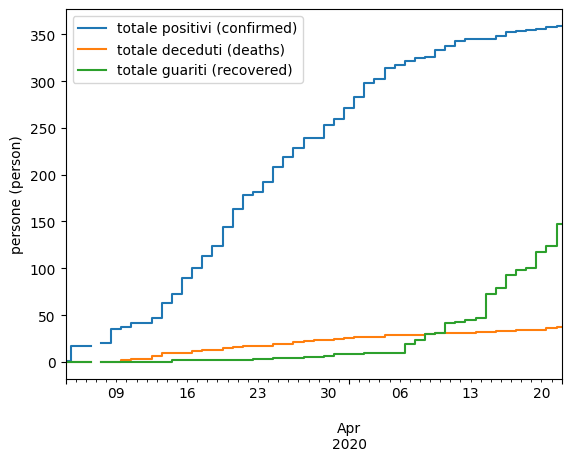 totale positivi (confirmed)
totale deceduti (deaths)
totale guariti (recovered)
persone (person)
350
300
250
200
150
100
50
0
09 16 23 30 06 13 20
Apr
2020